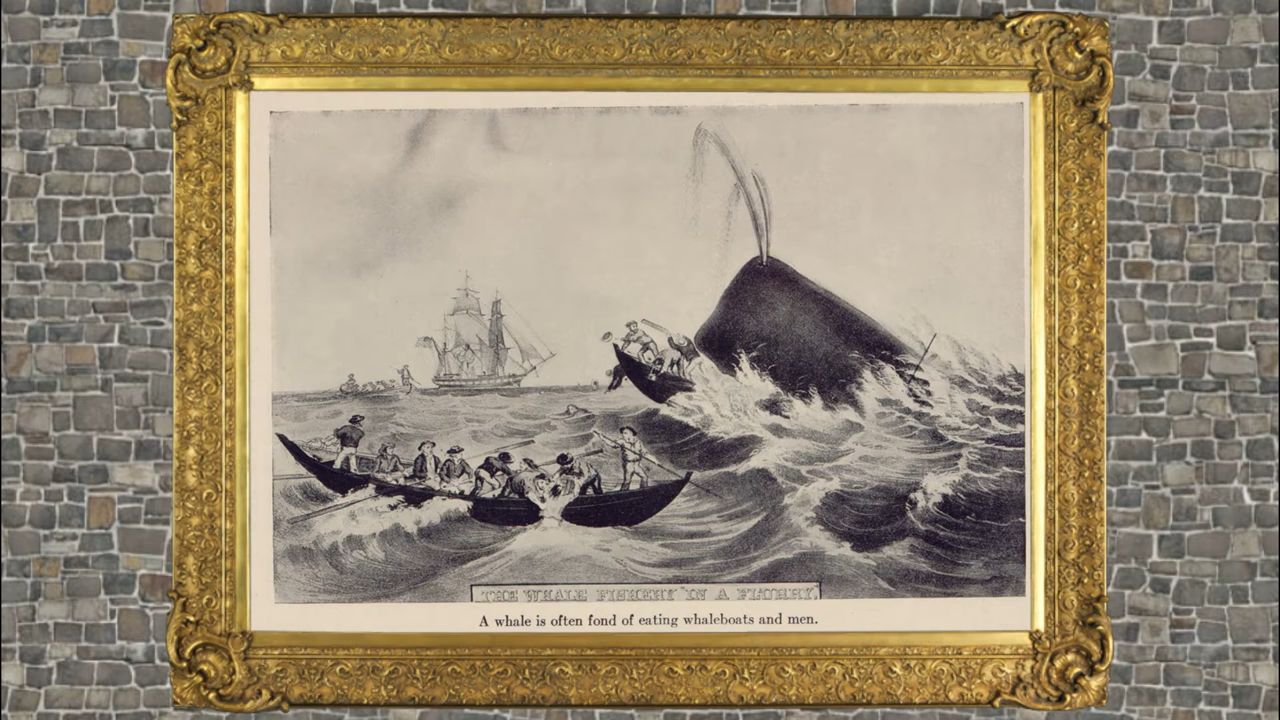 THE WHALE FISHERY "IN A FLURRY.
A whale is often fond of eating whaleboats and men.